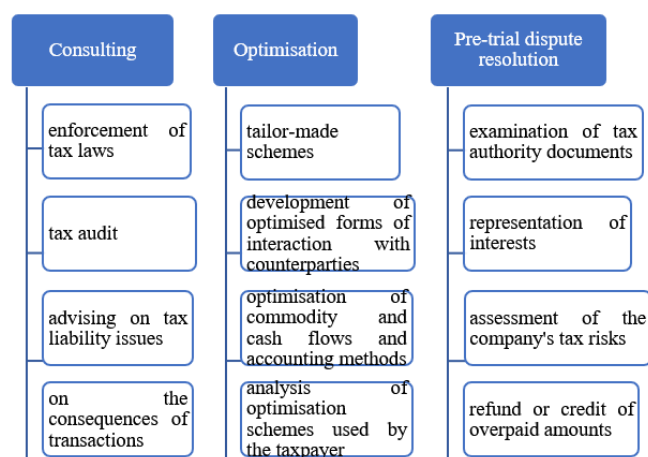 Consulting
enforcement of
tax laws
tax audit
advising on tax
liability issues
on the
consequences of
transactions
Optimisation
tailor-made
schemes
development of
optimised forms of
interaction with
counterparties
optimisation of
commodity and
cash flows and
accounting methods
analysis of
optimisation
schemes used by
the taxpayer
Pre-trial dispute
resolution
examination of tax
authority documents
representation of
interests
assessment of the
company's tax risks
refund or credit of
overpaid amounts